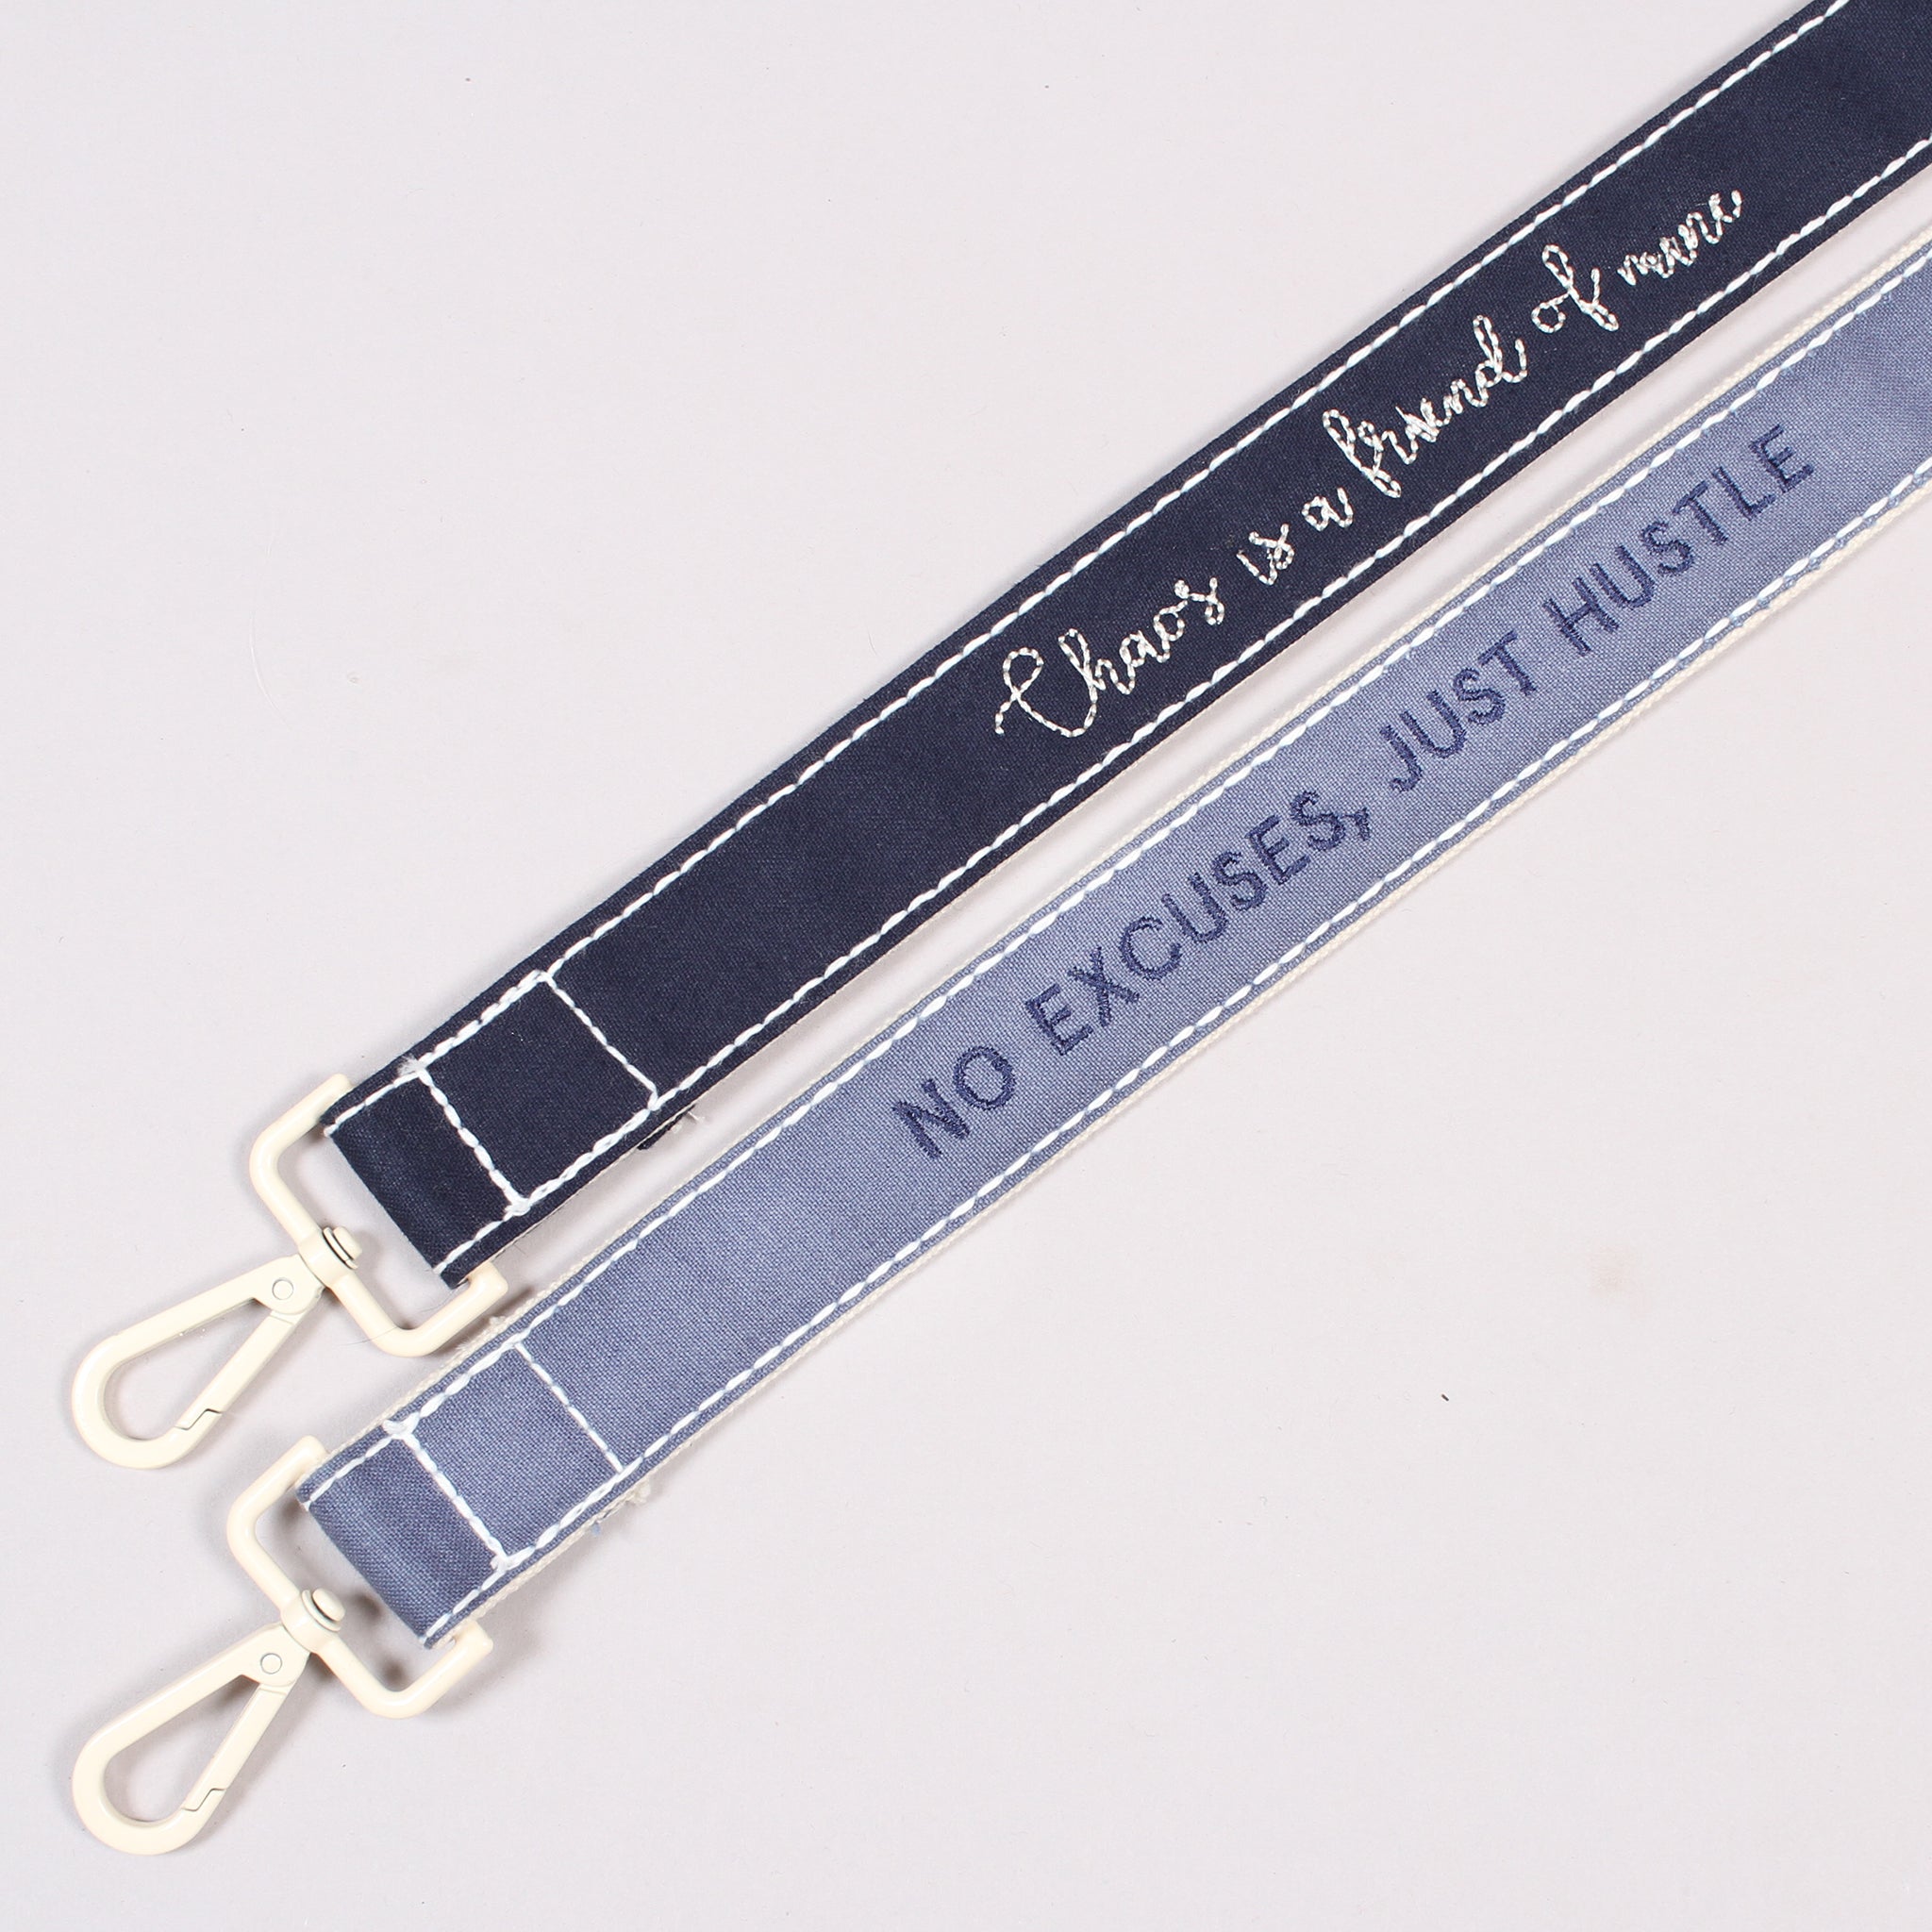 Chaos is a friend of mine
NO EXCUSES, JUST HUSTLE